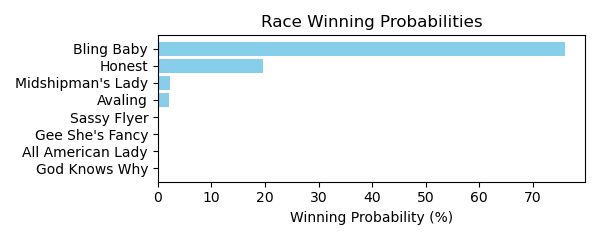 Race Winning Probabilities
Bling Baby
Honest
Midshipman's Lady
Avaling
Sassy Flyer
Gee She's Fancy
All American Lady
God Knows Why
0 10 20 30 40 50 60 70
Winning Probability (%)